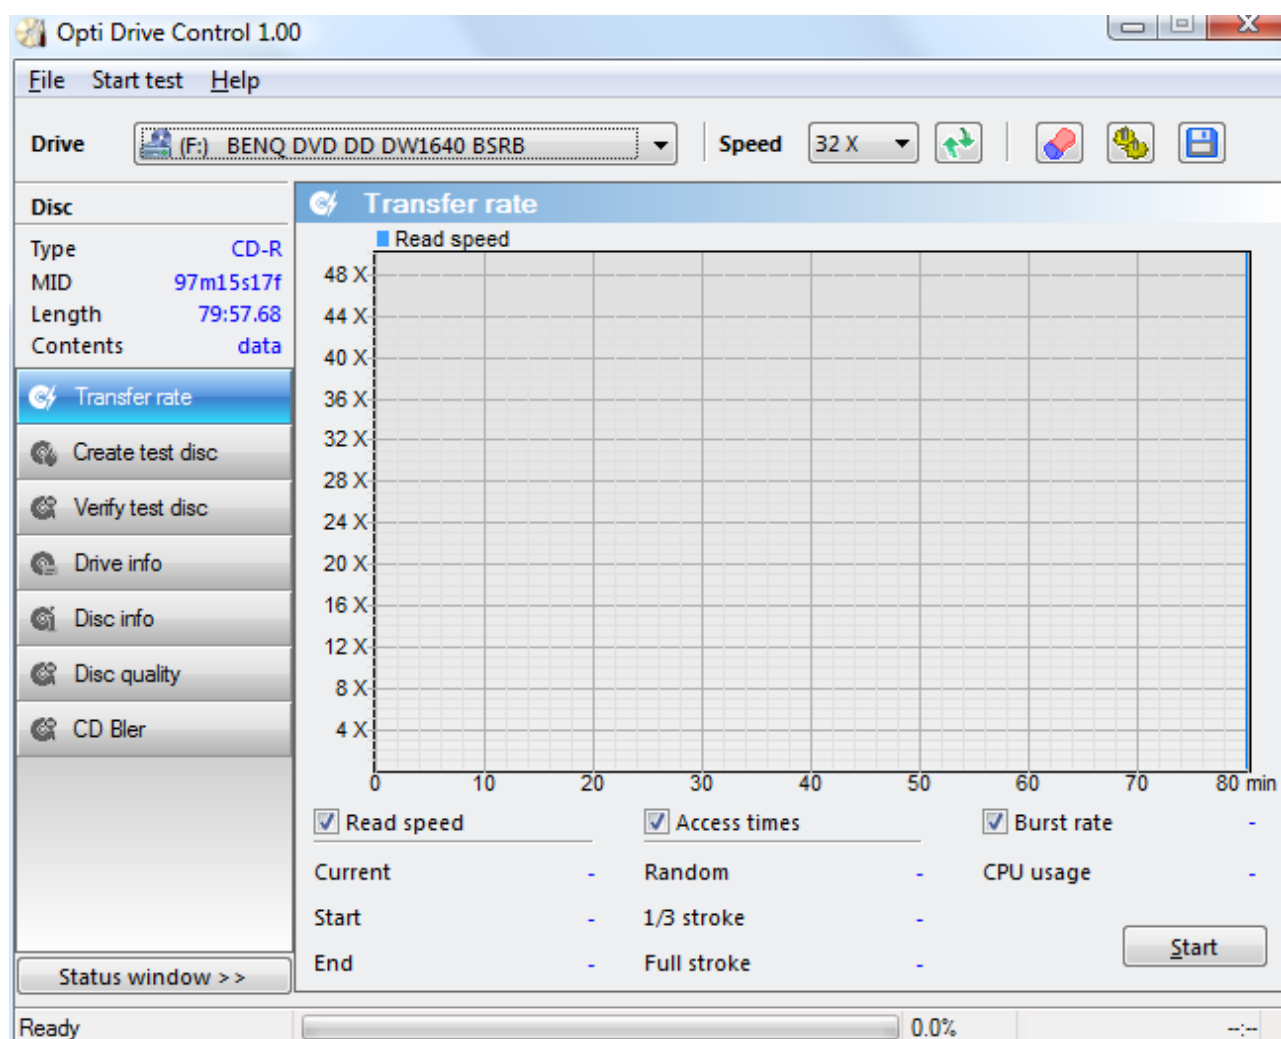 Opti Drive Control 1.00
File Start test Help
Drive (F:) BENQ DVD DD DW1640 BSRB Speed 32 X
Disc
Type CD-R
MID 97m15s17f
Length 79:57.68
Contents data
Transfer rate
Create test disc
Verify test disc
Drive info
Disc info
Disc quality
CD Bler
Status window >>
Transfer rate
Read speed
48 X
44 X
40 X
36 X
32 X
28 X
24 X
20 X
16 X
12 X
8 X
4 X
0 10 20 30 40 50 60 70 80 min
Read speed Access times Burst rate -
Current - Random - CPU usage -
Start - 1/3 stroke -
End - Full stroke -
Start
Ready 0.0% --:--